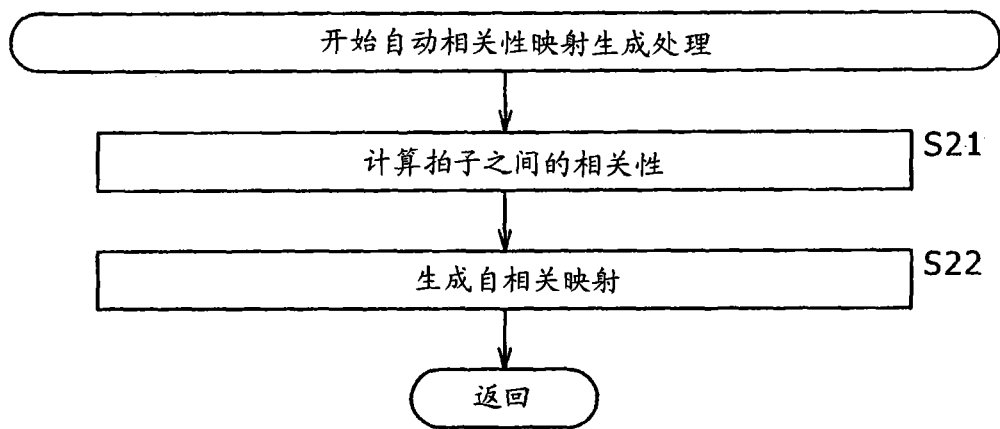 开始自动相关性映射生成处理
S21
计算拍子之间的相关性
S22
生成自相关映射
返回